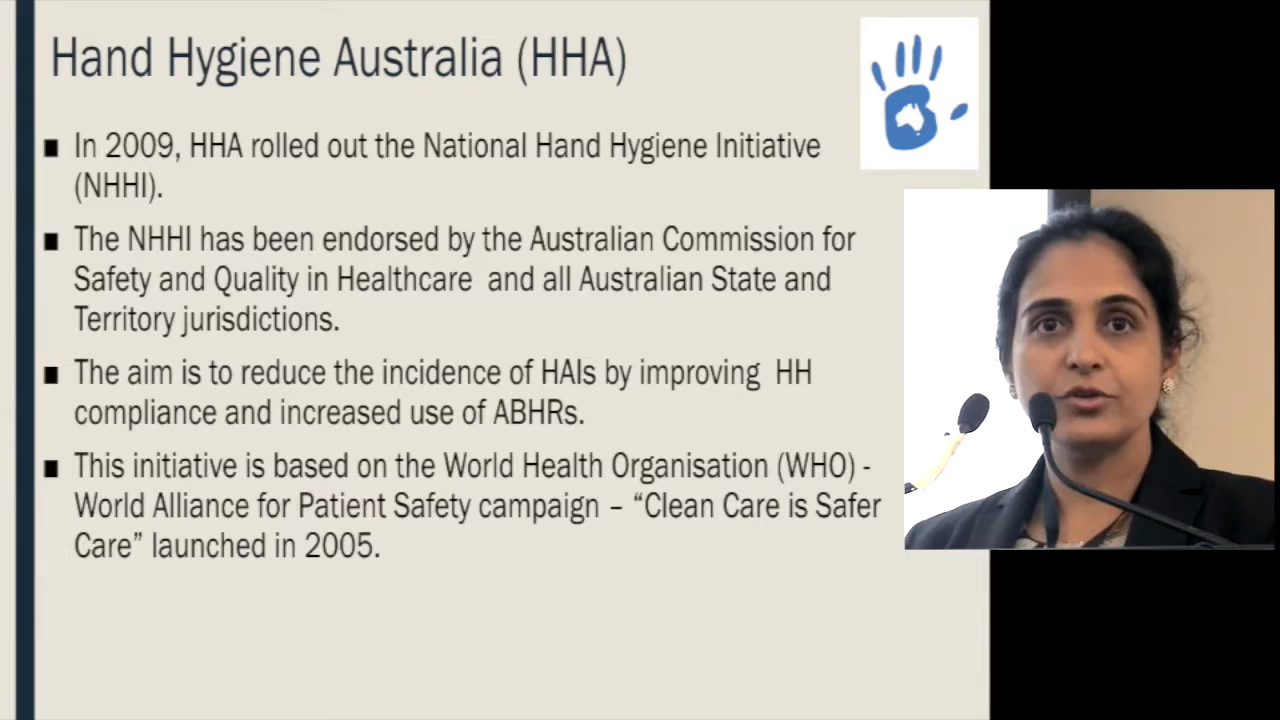 Hand Hygiene Australia (HHA)
■ In 2009, HHA rolled out the National Hand Hygiene Initiative
(NHHI).
■ The NHHI has been endorsed by the Australian Commission for
Safety and Quality in Healthcare and all Australian State and
Territory jurisdictions.
■ The aim is to reduce the incidence of HAIs by improving HH
compliance and increased use of ABHRs.
■ This initiative is based on the World Health Organisation (WHO) -
World Alliance for Patient Safety campaign – “Clean Care is Safer
Care” launched in 2005.